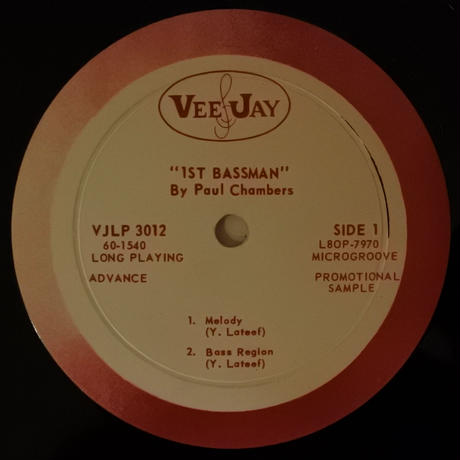 VEE JAY
"1ST BASSMAN"
By Paul Chambers
VJLP 3012
60-1540
LONG PLAYING
ADVANCE
SIDE 1
L8OP-7970
MICROGROOVE
PROMOTIONAL
SAMPLE
1. Melody
(Y. Lateef)
2. Bass Region
(Y. Lateef)